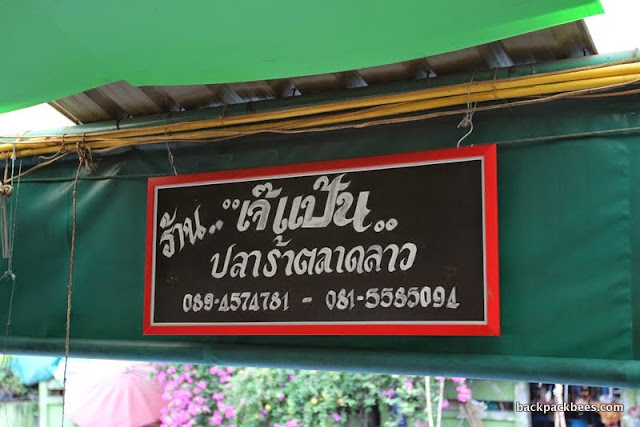 ร้าน..“เจ๊แป๋น..
ปลาร้าตลาดลาว
089-4574781 - 081-5585094
backpackbees.com